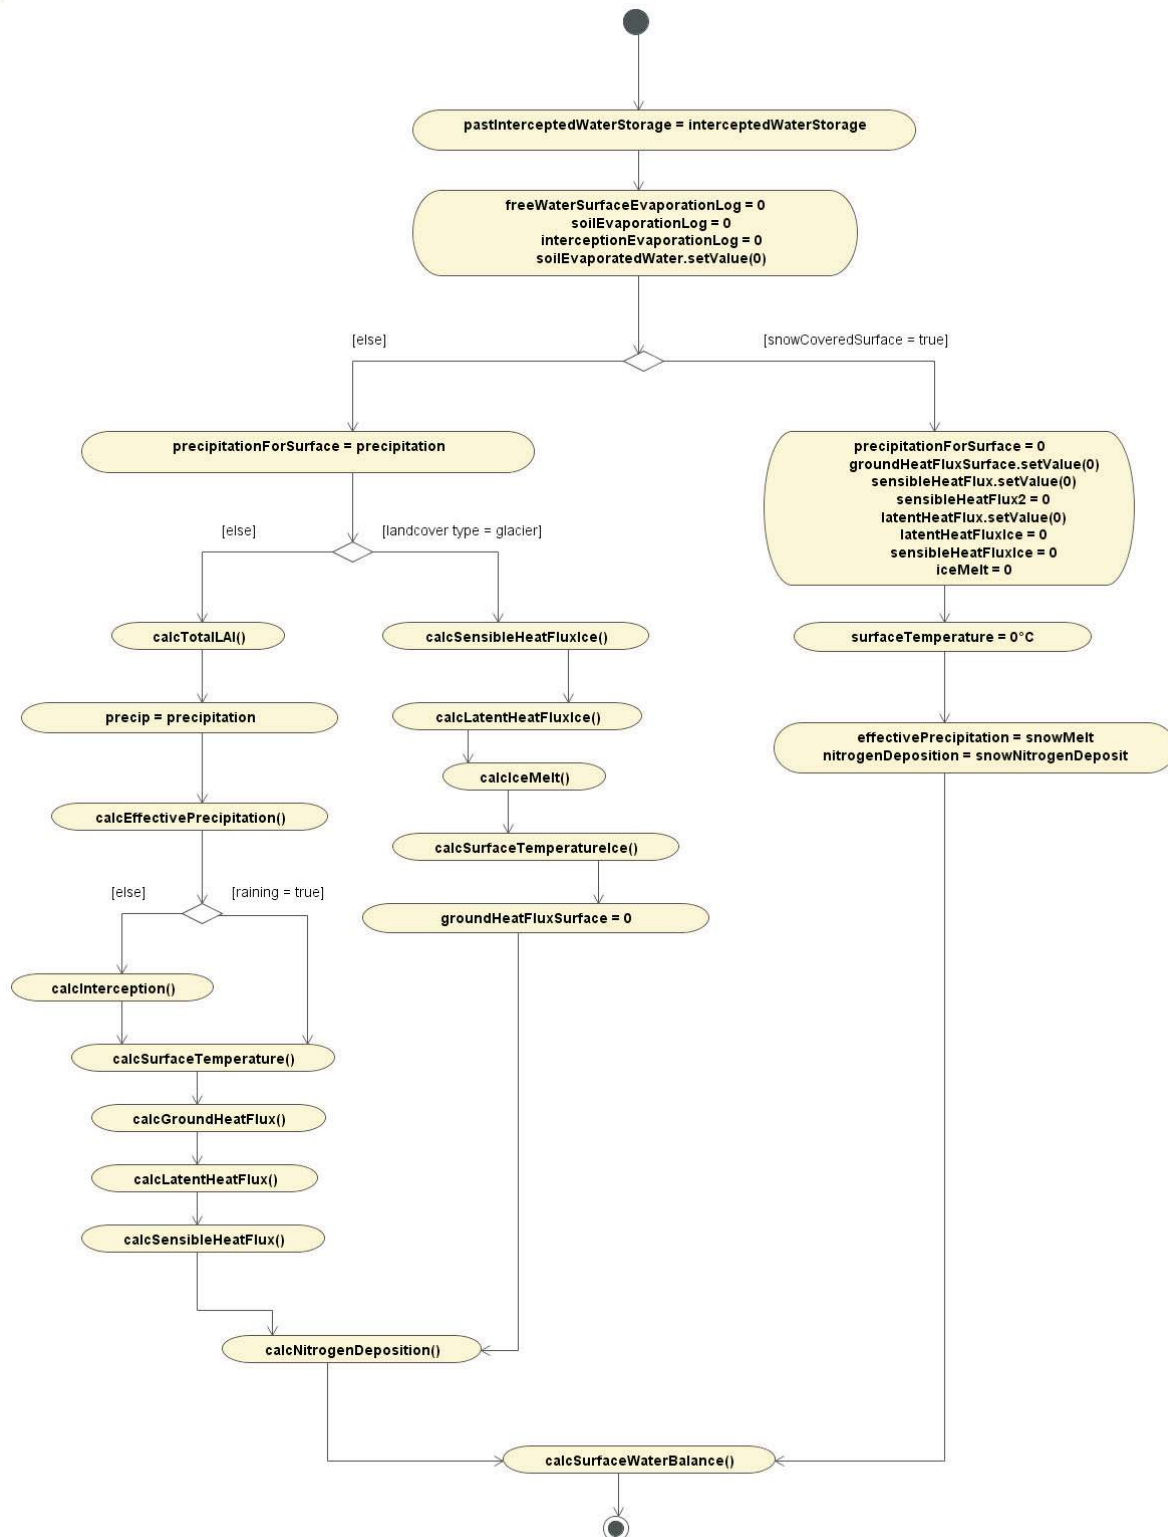 pastInterceptedWaterStorage = interceptedWaterStorage
freeWaterSurfaceEvaporationLog = 0
soilEvaporationLog = 0
interceptionEvaporationLog = 0
soilEvaporatedWater.setValue(0)
[else]
[snowCoveredSurface = true]
precipitationForSurface = precipitation
precipitationForSurface = 0
groundHeatFluxSurface.setValue(0)
sensibleHeatFlux.setValue(0)
sensibleHeatFlux2 = 0
latentHeatFlux.setValue(0)
latentHeatFluxIce = 0
sensibleHeatFluxIce = 0
iceMelt = 0
[else]
[landcover type = glacier]
calcTotalLAI()
calcSensibleHeatFluxIce()
surfaceTemperature = 0°C
precip = precipitation
calcLatentHeatFluxIce()
effectivePrecipitation = snowMelt
nitrogenDeposition = snowNitrogenDeposit
calcIceMelt()
calcEffectivePrecipitation()
calcSurfaceTemperatureIce()
[else]
[raining = true]
groundHeatFluxSurface = 0
calcInterception()
calcSurfaceTemperature()
calcGroundHeatFlux()
calcLatentHeatFlux()
calcSensibleHeatFlux()
calcNitrogenDeposition()
calcSurfaceWaterBalance()